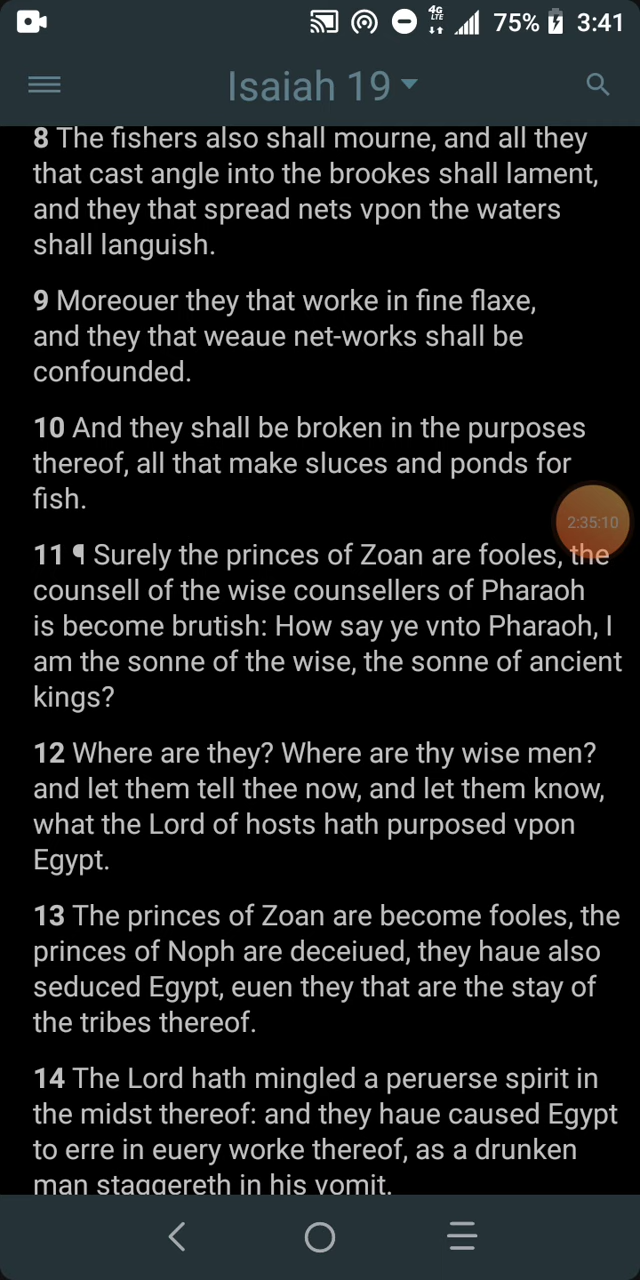 4G LTE 75% 3:41
Isaiah 19
8 The fishers also shall mourne, and all they
that cast angle into the brookes shall lament,
and they that spread nets vpon the waters
shall languish.
9 Moreouer they that worke in fine flaxe,
and they that weaue net-works shall be
confounded.
10 And they shall be broken in the purposes
thereof, all that make sluces and ponds for
fish.
2:35:10
11 ¶ Surely the princes of Zoan are fooles, the
counsell of the wise counsellers of Pharaoh
is become brutish: How say ye vnto Pharaoh, I
am the sonne of the wise, the sonne of ancient
kings?
12 Where are they? Where are thy wise men?
and let them tell thee now, and let them know,
what the Lord of hosts hath purposed vpon
Egypt.
13 The princes of Zoan are become fooles, the
princes of Noph are deceiued, they haue also
seduced Egypt, euen they that are the stay of
the tribes thereof.
14 The Lord hath mingled a peruerse spirit in
the midst thereof: and they haue caused Egypt
to erre in euery worke thereof, as a drunken
man staggereth in his vomit.